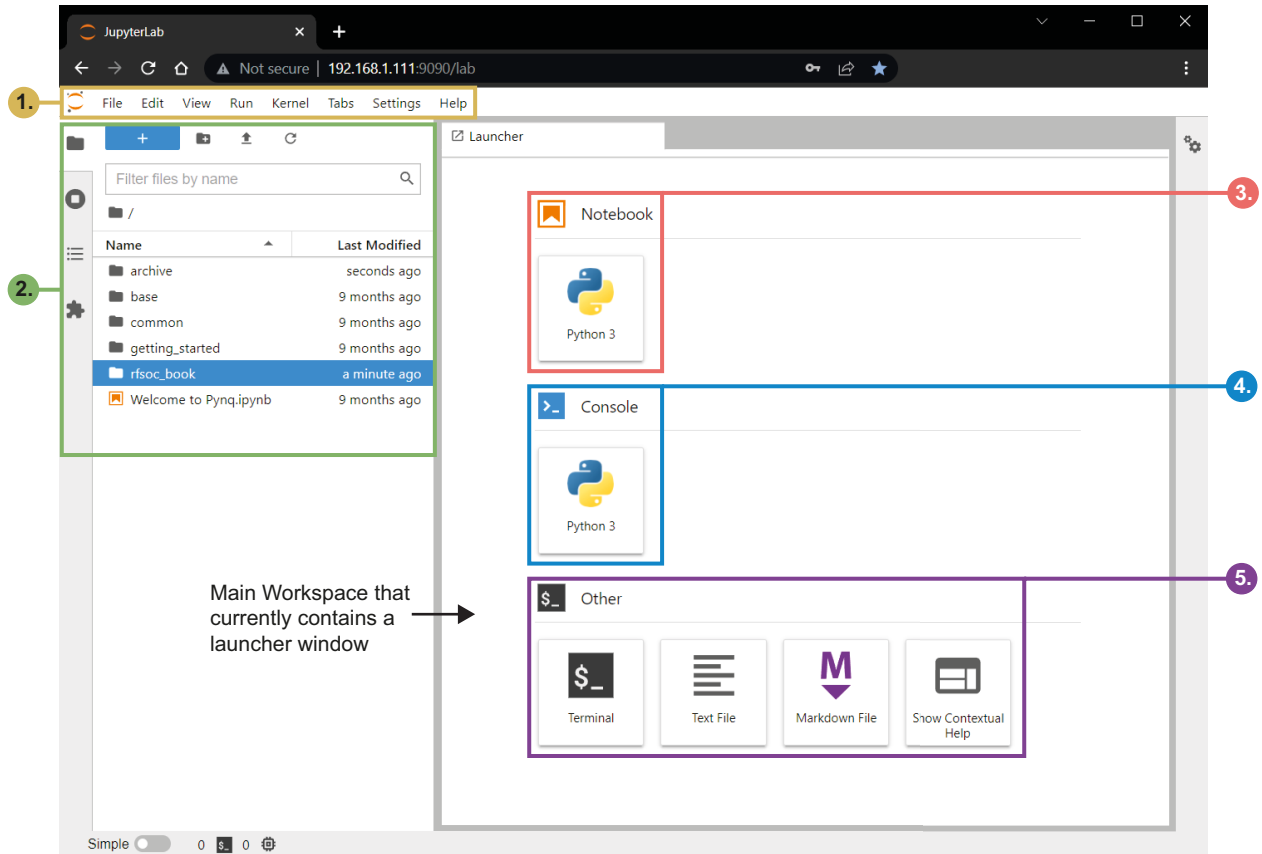 JupyterLab
Not secure | 192.168.1.111:9090/lab
1.
File Edit View Run Kernel Tabs Settings Help
+
Launcher
Filter files by name
/
Name Last Modified
archive seconds ago
base 9 months ago
common 9 months ago
getting_started 9 months ago
rfsoc_book a minute ago
Welcome to Pynq.ipynb 9 months ago
2.
Notebook
Python 3
3.
>_ Console
Python 3
4.
Main Workspace that
currently contains a
launcher window
$_ Other
5.
$_
Terminal
Text File
M
Markdown File
Show Contextual
Help
Simple 0 $_ 0